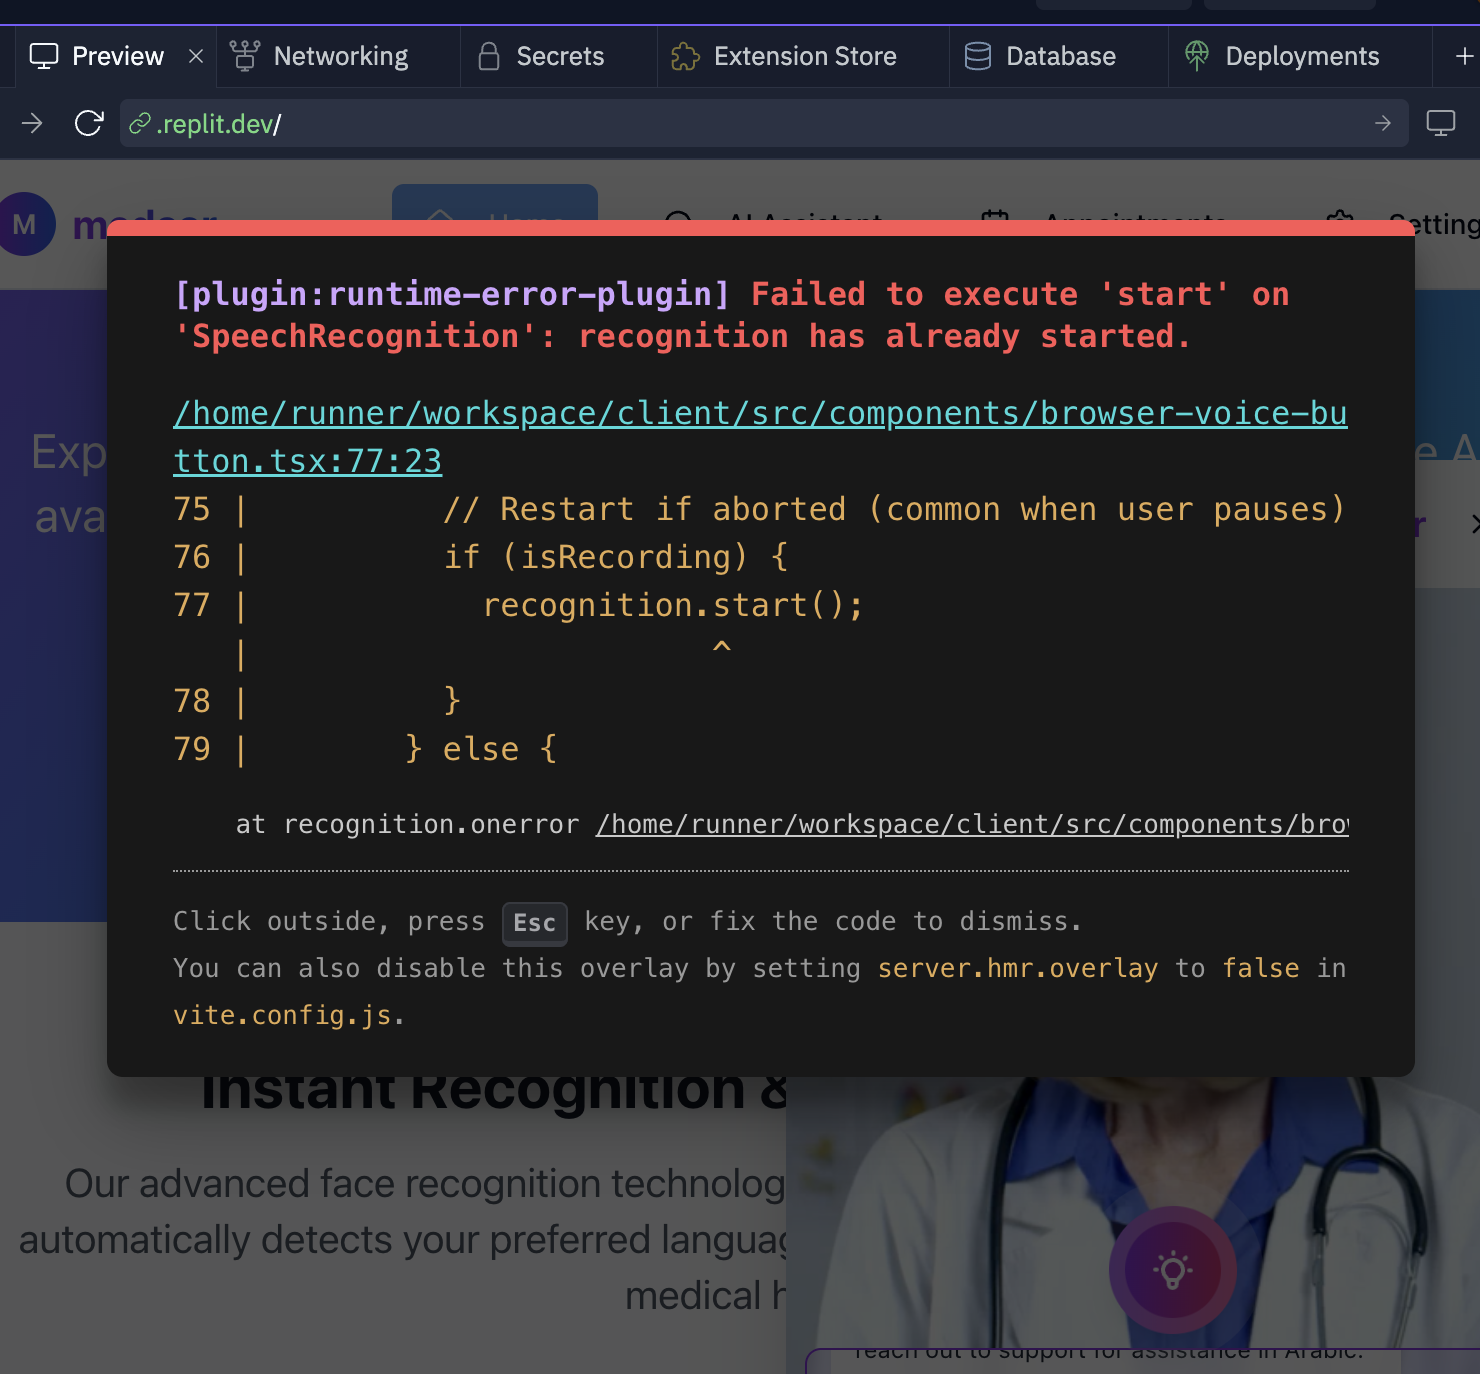 Preview
Networking
Secrets
Extension Store
Database
Deployments
.replit.dev/
M
[plugin:runtime-error-plugin] Failed to execute 'start' on
'SpeechRecognition': recognition has already started.
/home/runner/workspace/client/src/components/browser-voice-bu
tton.tsx:77:23
75 | // Restart if aborted (common when user pauses)
76 | if (isRecording) {
77 | recognition.start();
| ^
78 | }
79 | } else {
at recognition.onerror /home/runner/workspace/client/src/components/brow
Click outside, press Esc key, or fix the code to dismiss.
You can also disable this overlay by setting server.hmr.overlay to false in
vite.config.js.
Exp
ava
e A
r
Home
AI Assistant
Appointments
Setting
Instant Recognition &
Our advanced face recognition technolog
automatically detects your preferred languag
medical h
reach out to support for assistance in Arabic.